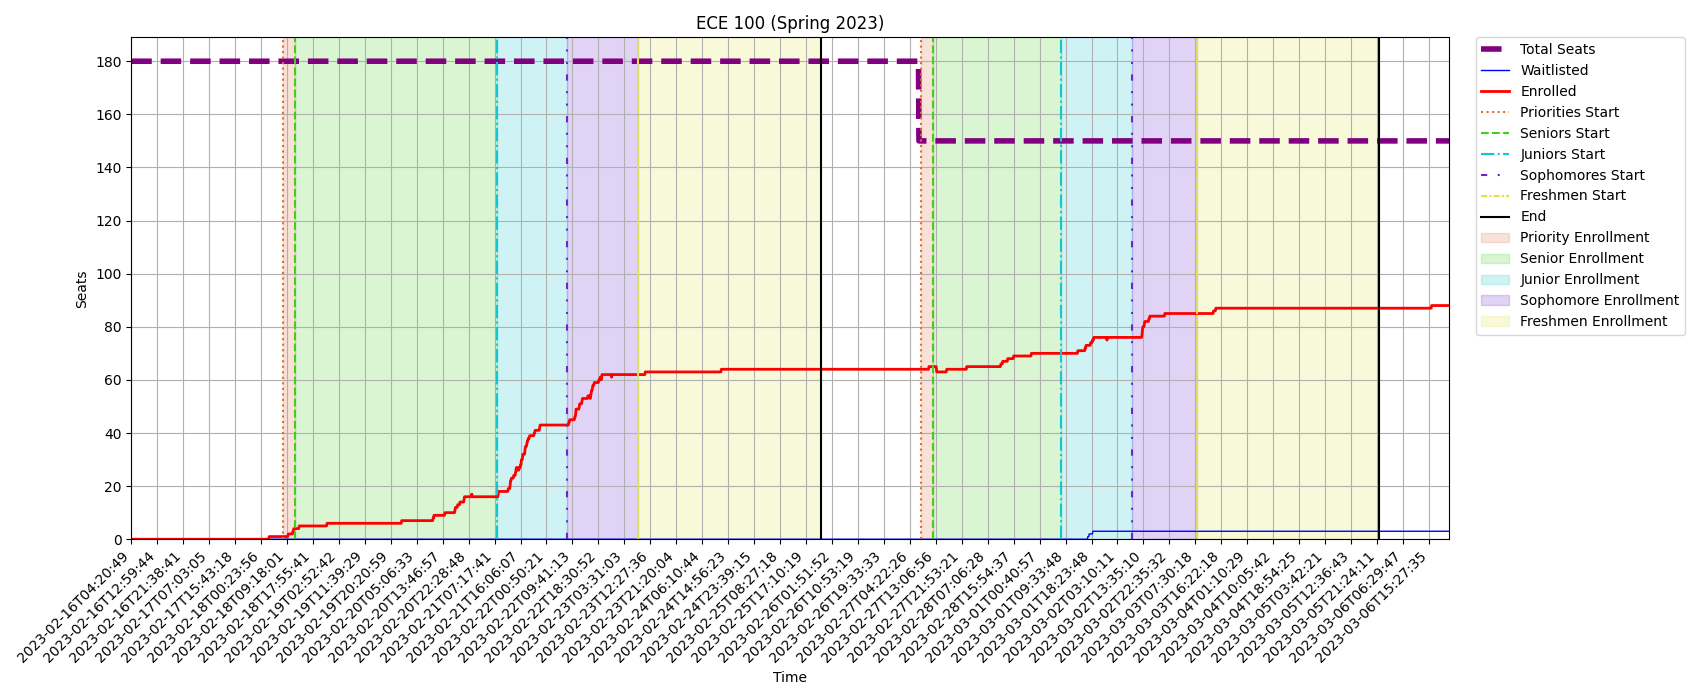 ECE 100 (Spring 2023)
Seats
180
160
140
120
100
80
60
40
20
0
2023-02-16T04:20:49
2023-02-16T12:59:44
2023-02-16T21:38:41
2023-02-17T07:03:05
2023-02-17T15:43:18
2023-02-18T00:23:56
2023-02-18T09:18:01
2023-02-18T17:55:41
2023-02-19T02:52:42
2023-02-19T11:39:29
2023-02-19T20:20:59
2023-02-20T05:06:33
2023-02-20T13:46:57
2023-02-20T22:28:48
2023-02-21T07:17:41
2023-02-21T16:06:07
2023-02-22T00:50:21
2023-02-22T09:41:13
2023-02-22T18:30:52
2023-02-23T03:31:03
2023-02-23T12:27:36
2023-02-23T21:20:04
2023-02-24T06:10:44
2023-02-24T14:56:23
2023-02-24T23:39:15
2023-02-25T08:27:18
2023-02-25T17:10:19
2023-02-26T01:51:52
2023-02-26T10:53:19
2023-02-26T19:33:33
2023-02-27T04:22:26
2023-02-27T13:06:56
2023-02-27T21:53:21
2023-02-28T07:06:28
2023-02-28T15:54:37
2023-03-01T00:40:57
2023-03-01T09:33:48
2023-03-01T18:23:48
2023-03-02T03:10:11
2023-03-02T13:35:10
2023-03-02T22:35:32
2023-03-03T07:30:18
2023-03-03T16:22:18
2023-03-04T01:10:29
2023-03-04T10:05:42
2023-03-04T18:54:25
2023-03-05T03:42:21
2023-03-05T12:36:43
2023-03-05T21:24:11
2023-03-06T06:29:47
2023-03-06T15:27:35
Time
Total Seats
Waitlisted
Enrolled
Priorities Start
Seniors Start
Juniors Start
Sophomores Start
Freshmen Start
End
Priority Enrollment
Senior Enrollment
Junior Enrollment
Sophomore Enrollment
Freshmen Enrollment